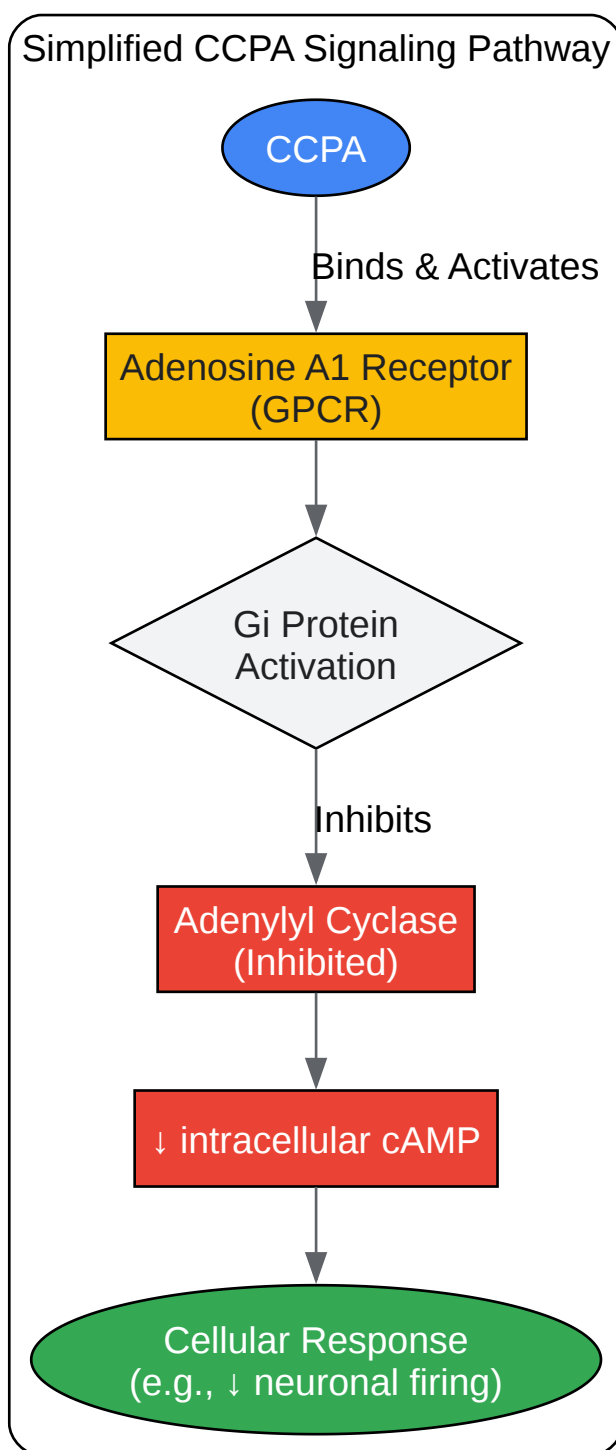 Simplified CCPA Signaling Pathway
CCPA
Binds & Activates
Adenosine A1 Receptor
(GPCR)
Gi Protein
Activation
Inhibits
Adenylyl Cyclase
(Inhibited)
↓ intracellular cAMP
Cellular Response
(e.g., ↓ neuronal firing)